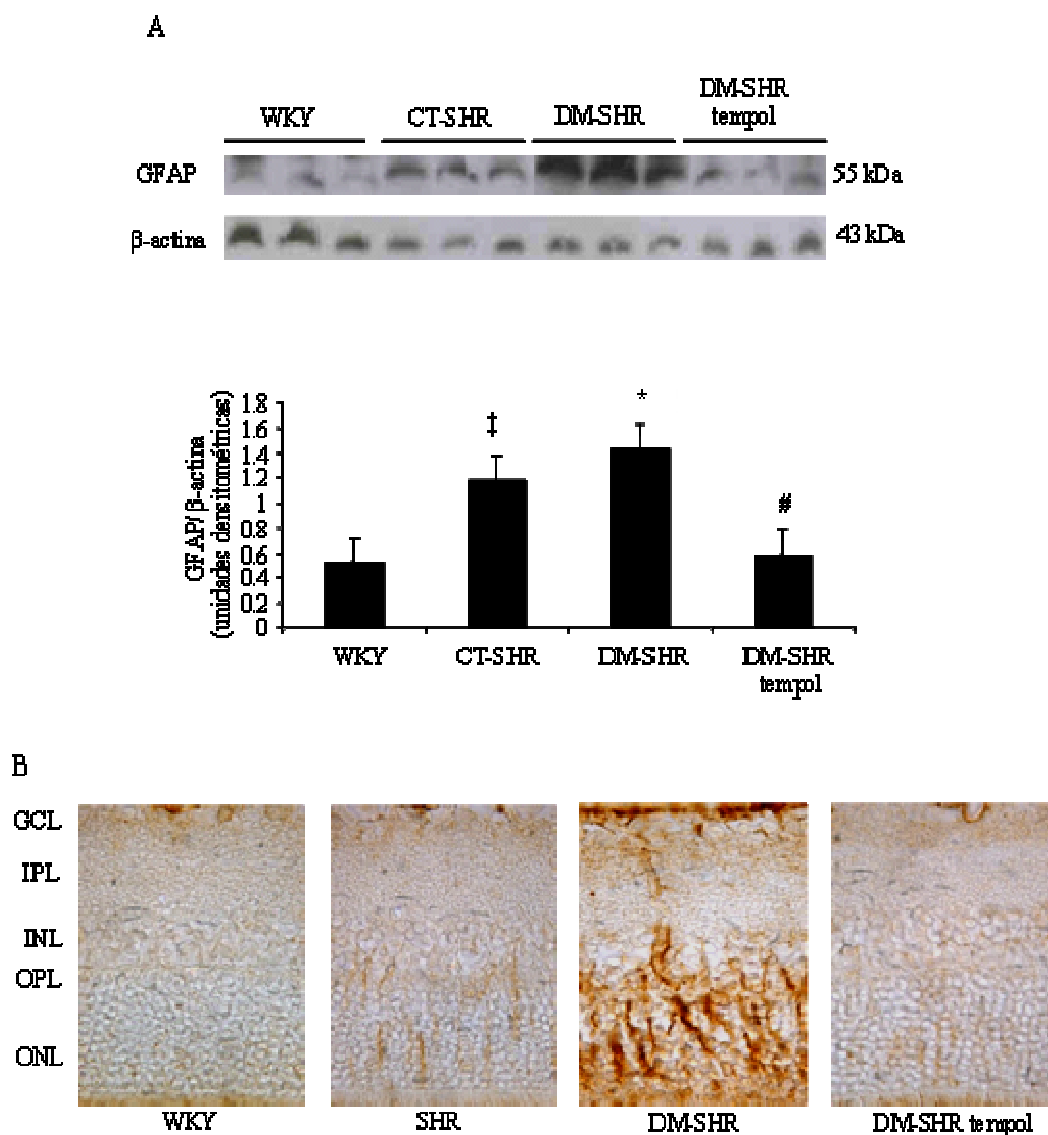 A
WKY
CT-SHR
DM-SHR
DM-SHR
tempol
GFAP
55 kDa
β-actina
43 kDa
GFAP/β-actina
(unidades densitométricas)
1.8
1.6
1.4
1.2
1
0.8
0.6
0.4
0.2
0
‡
*
#
WKY
CT-SHR
DM-SHR
DM-SHR
tempol
B
GCL
IPL
INL
OPL
ONL
WKY
SHR
DM-SHR
DM-SHR tempol